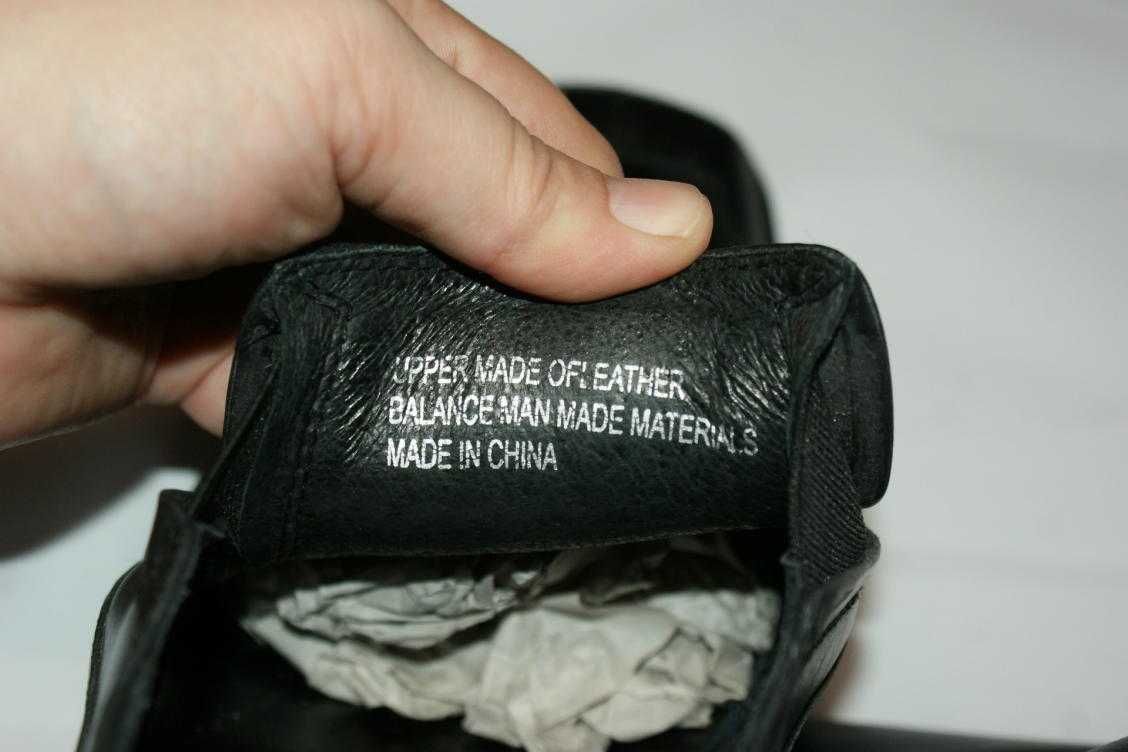 UPPER MADE OF LEATHER
BALANCE MAN MADE MATERIALS
MADE IN CHINA